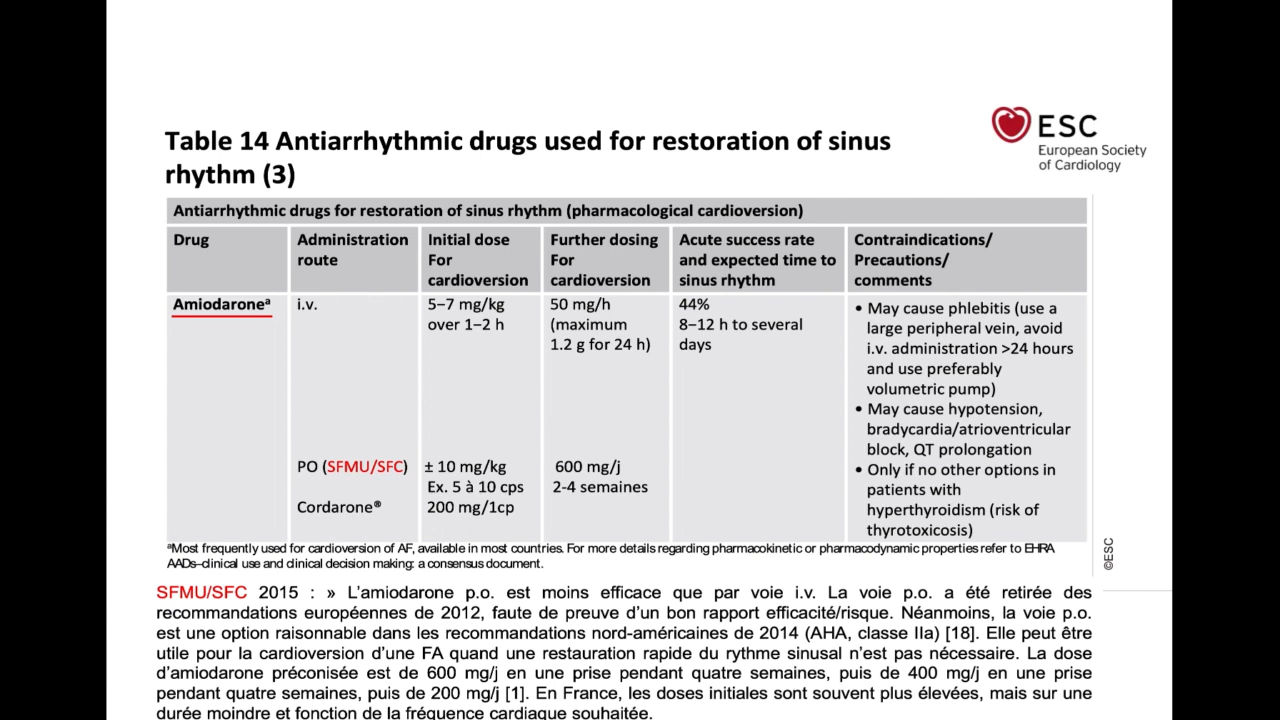 Table 14 Antiarrhythmic drugs used for restoration of sinus
rhythm (3)
ESC
European Society
of Cardiology
Antiarrhythmic drugs for restoration of sinus rhythm (pharmacological cardioversion)
Drug
Administration
route
Initial dose
For
cardioversion
Further dosing
For
cardioversion
Acute success rate
and expected time to
sinus rhythm
Contraindications/
Precautions/
comments
Amiodaroneᵃ
i.v.
5–7 mg/kg
over 1–2 h
50 mg/h
(maximum
1.2 g for 24 h)
44%
8–12 h to several
days
• May cause phlebitis (use a
large peripheral vein, avoid
i.v. administration >24 hours
and use preferably
volumetric pump)
• May cause hypotension,
bradycardia/atrioventricular
block, QT prolongation
• Only if no other options in
patients with
hyperthyroidism (risk of
thyrotoxicosis)
PO (SFMU/SFC)
Cordarone®
± 10 mg/kg
Ex. 5 à 10 cps
200 mg/1cp
600 mg/j
2-4 semaines
ᵃMost frequently used for cardioversion of AF, available in most countries. For more details regarding pharmacokinetic or pharmacodynamic properties refer to EHRA
AADs–clinical use and clinical decision making: a consensus document.
©ESC
SFMU/SFC 2015 : » L’amiodarone p.o. est moins efficace que par voie i.v. La voie p.o. a été retirée des
recommandations européennes de 2012, faute de preuve d’un bon rapport efficacité/risque. Néanmoins, la voie p.o.
est une option raisonnable dans les recommandations nord-américaines de 2014 (AHA, classe IIa) [18]. Elle peut être
utile pour la cardioversion d’une FA quand une restauration rapide du rythme sinusal n’est pas nécessaire. La dose
d’amiodarone préconisée est de 600 mg/j en une prise pendant quatre semaines, puis de 400 mg/j en une prise
pendant quatre semaines, puis de 200 mg/j [1]. En France, les doses initiales sont souvent plus élevées, mais sur une
durée moindre et fonction de la fréquence cardiaque souhaitée.